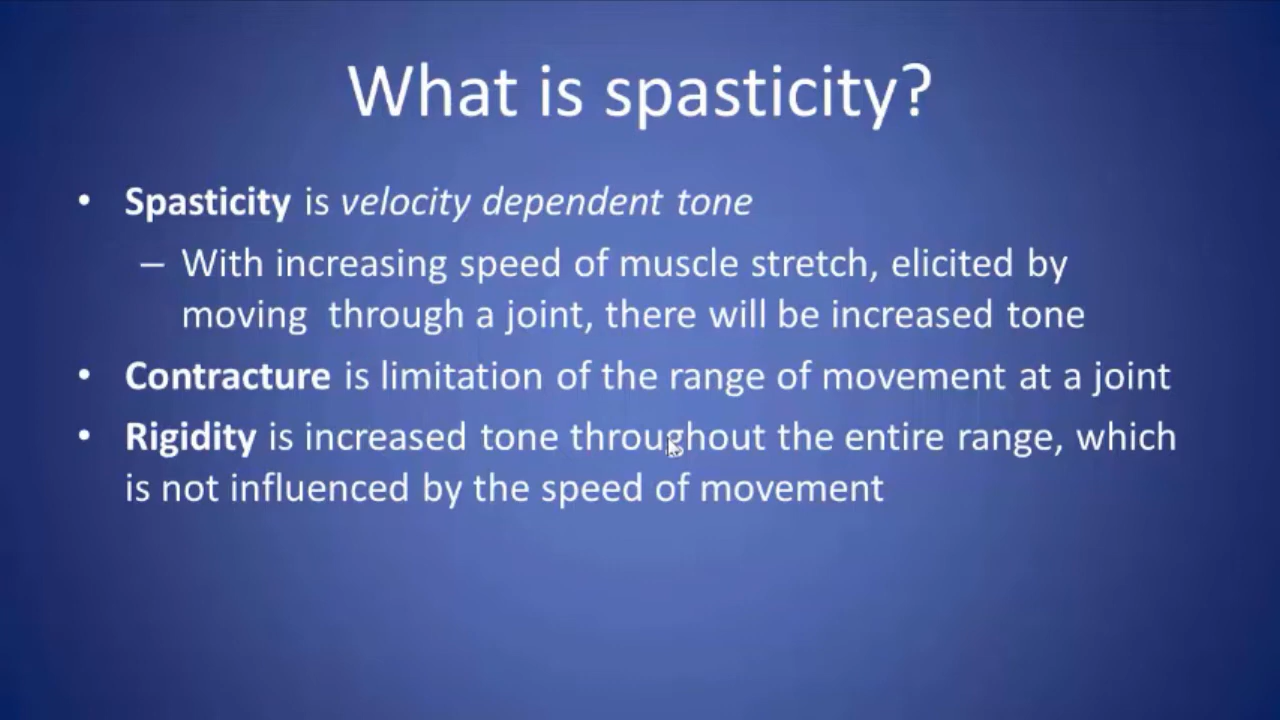 What is spasticity?
• Spasticity is velocity dependent tone
– With increasing speed of muscle stretch, elicited by
moving through a joint, there will be increased tone
• Contracture is limitation of the range of movement at a joint
• Rigidity is increased tone throughout the entire range, which
is not influenced by the speed of movement